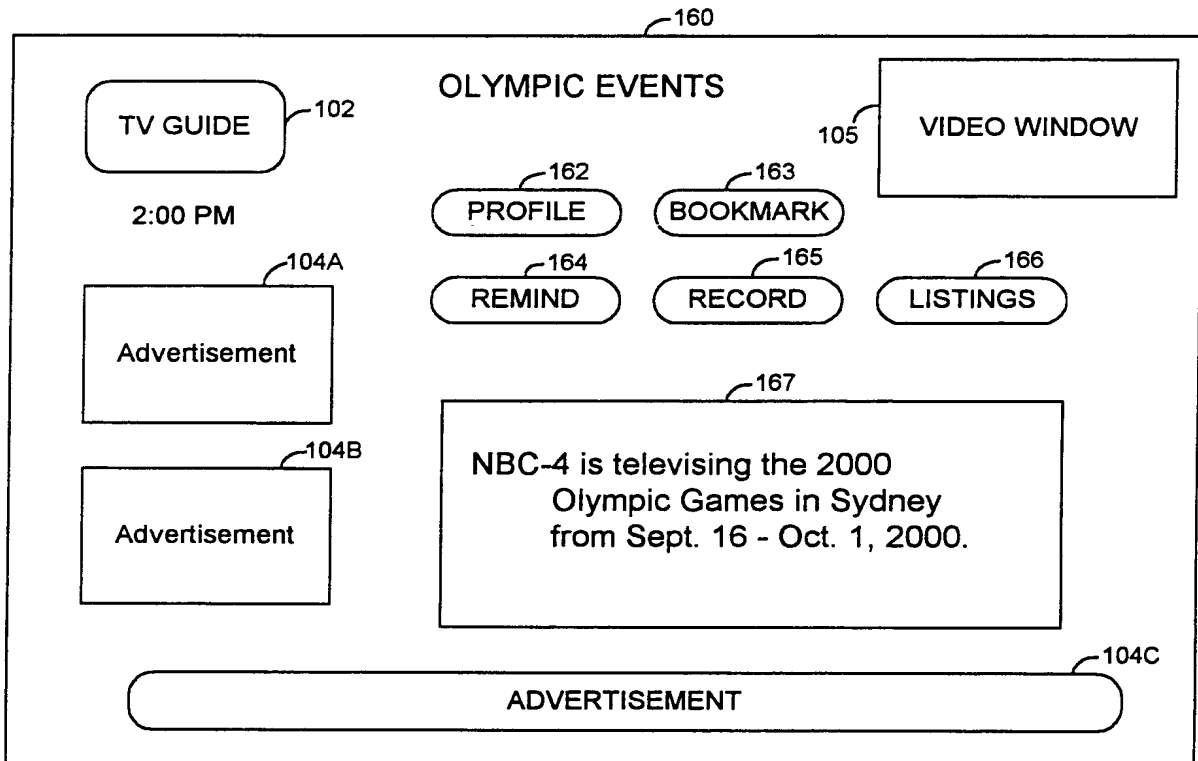 160
OLYMPIC EVENTS
TV GUIDE
102
105
VIDEO WINDOW
2:00 PM
162
163
PROFILE
BOOKMARK
164
165
166
REMIND
RECORD
LISTINGS
104A
Advertisement
104B
Advertisement
167
NBC-4 is televising the 2000
Olympic Games in Sydney
from Sept. 16 - Oct. 1, 2000.
104C
ADVERTISEMENT